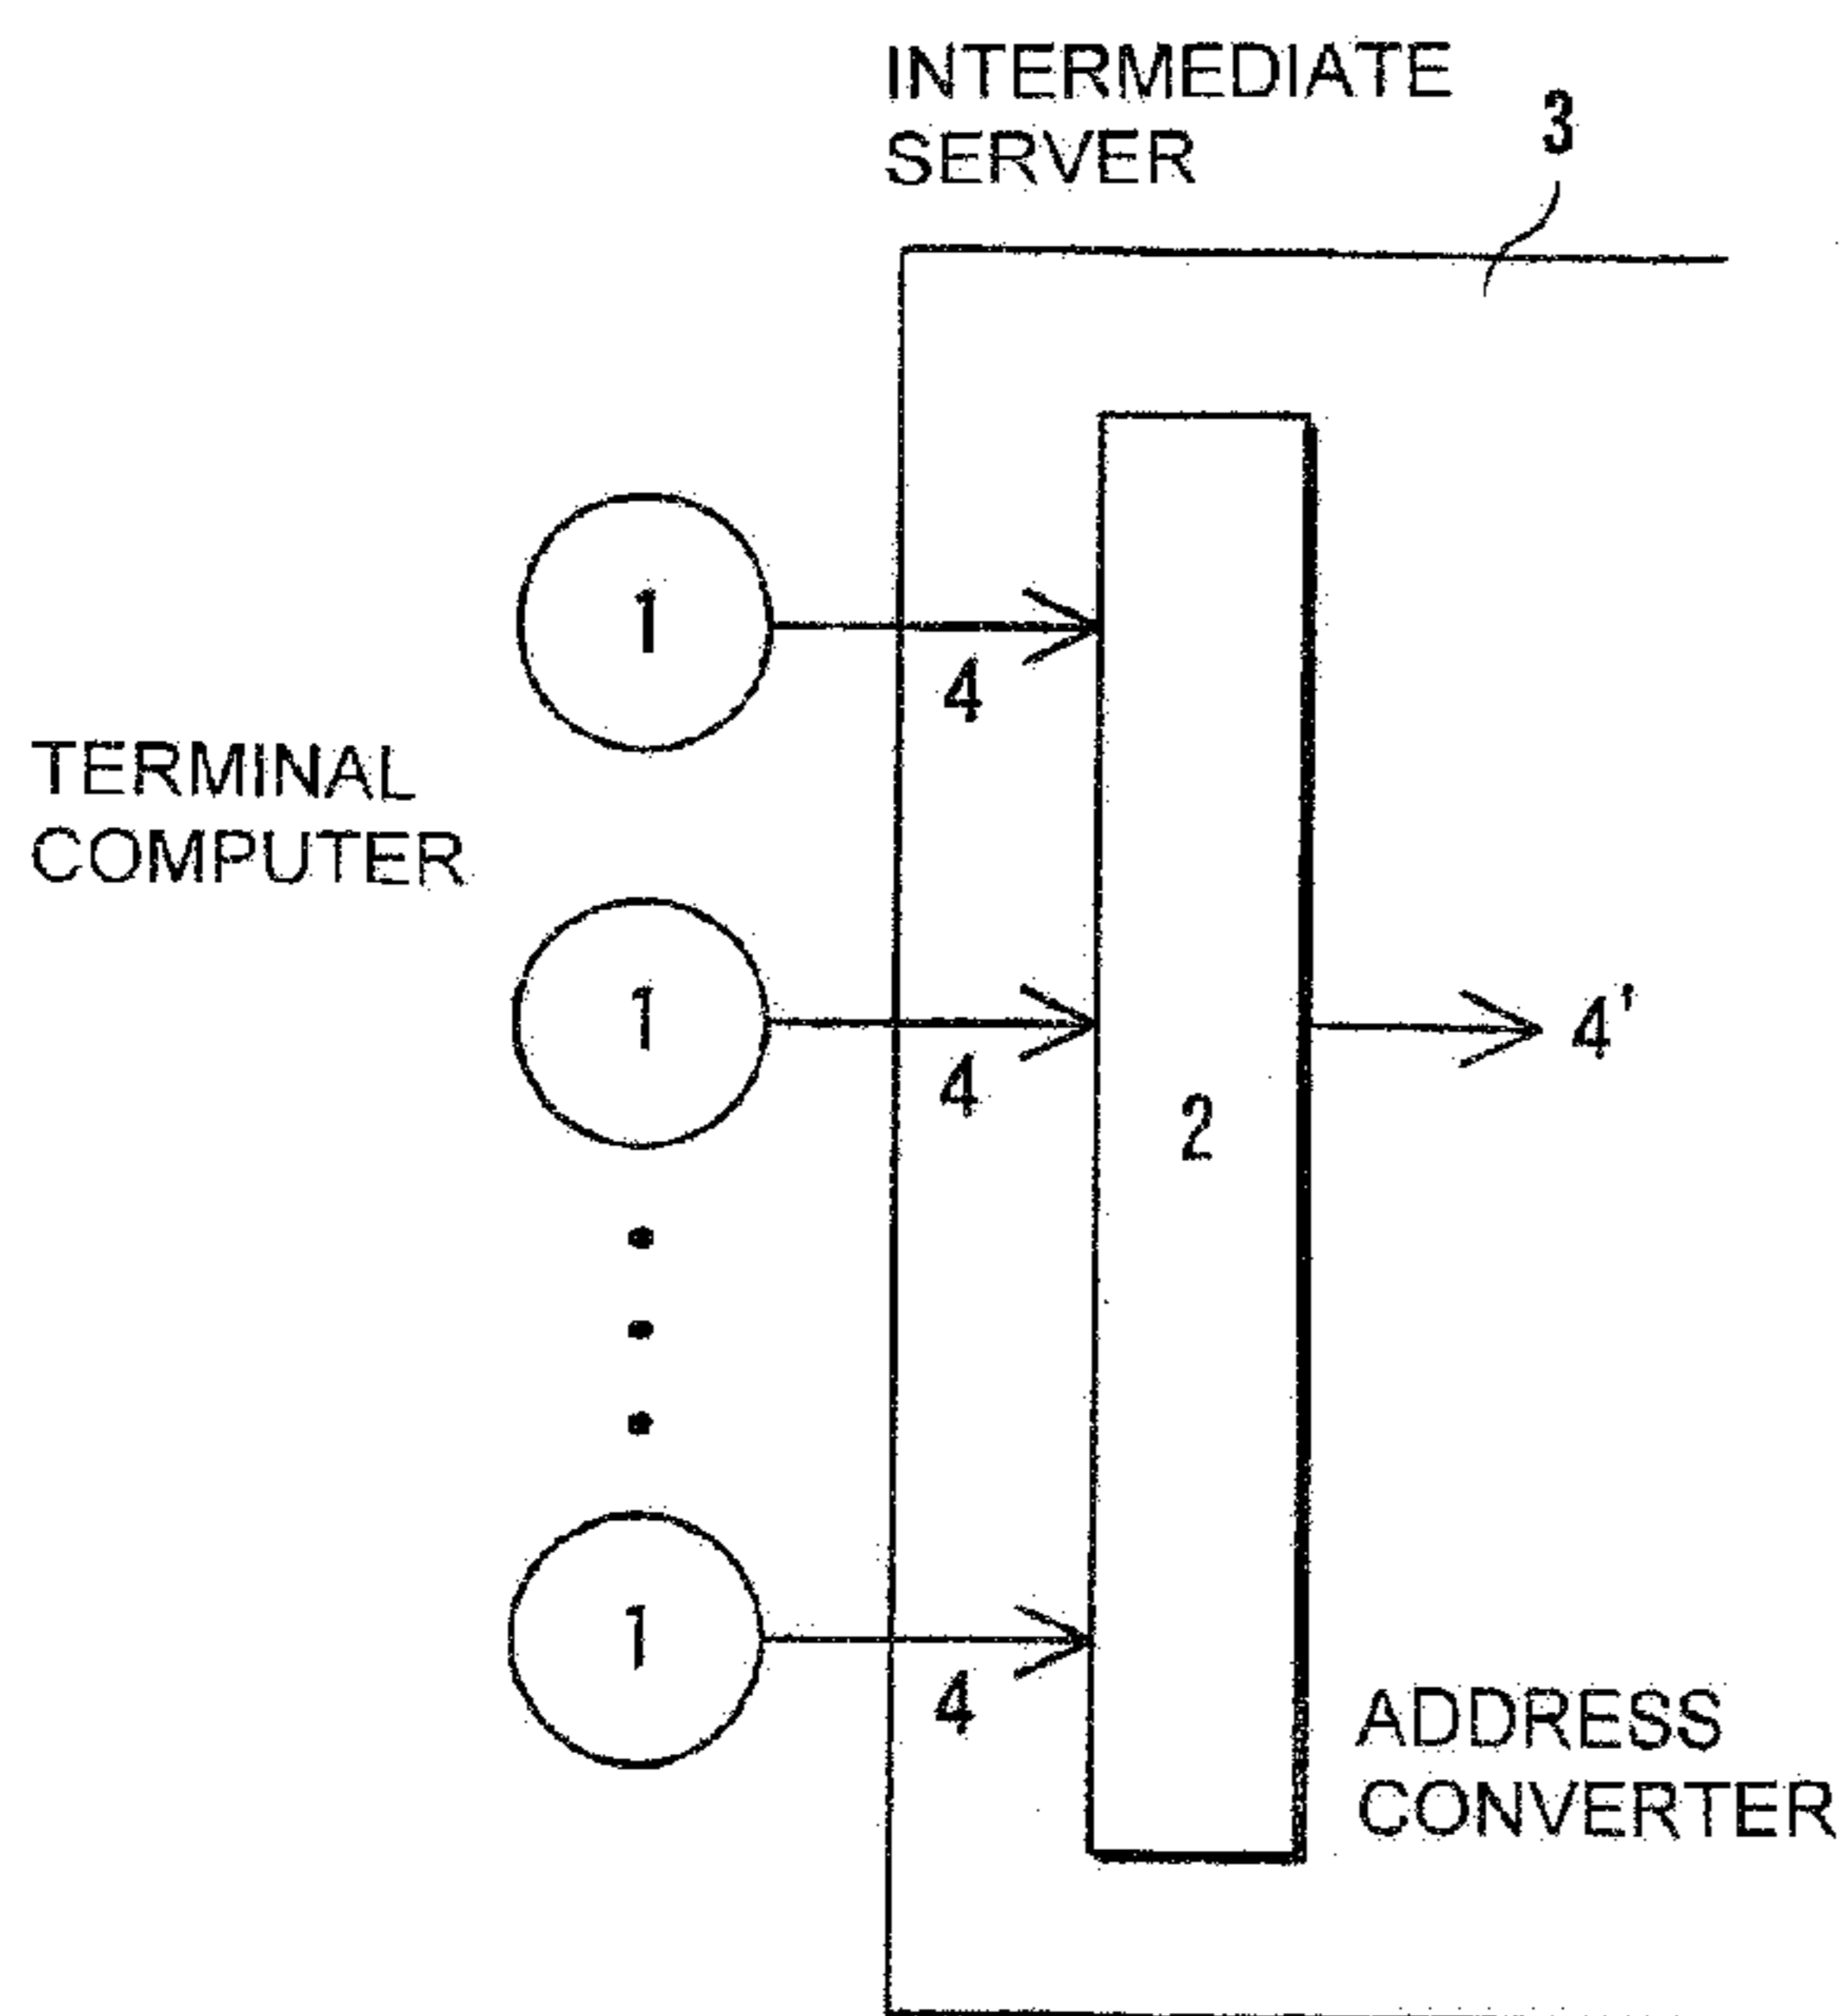 INTERMEDIATE
SERVER
3
1
4
TERMINAL
COMPUTER
1
4
4'
2
1
4
ADDRESS
CONVERTER